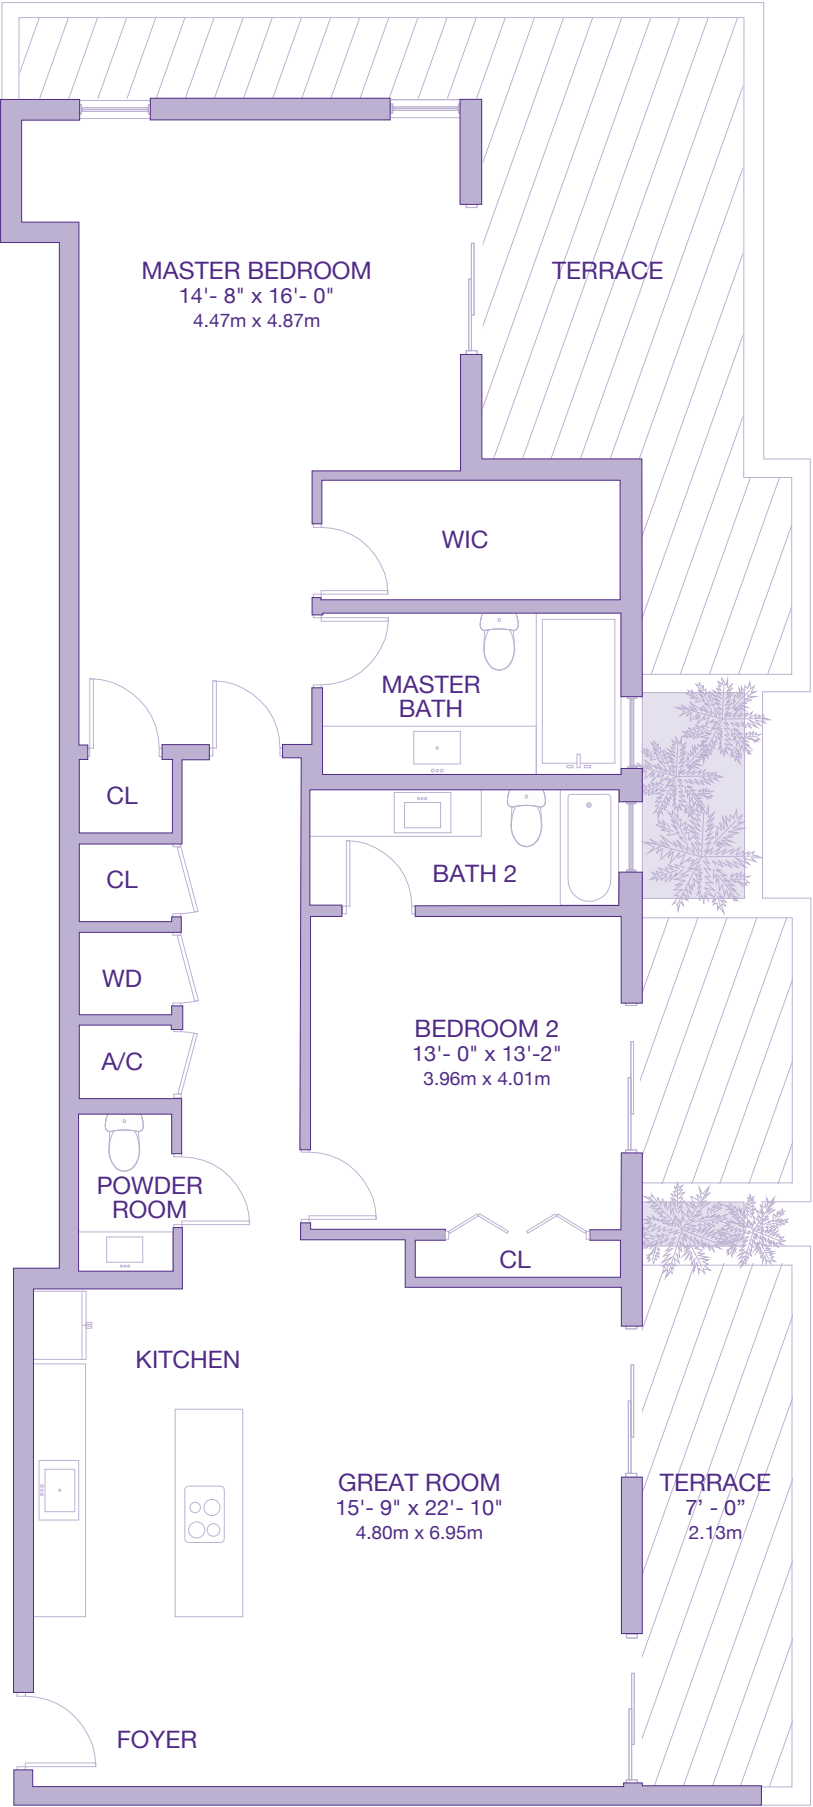 MASTER BEDROOM
14'- 8" x 16'- 0"
4.47m x 4.87m
TERRACE
WIC
MASTER
BATH
CL
CL
BATH 2
WD
BEDROOM 2
13'- 0" x 13'-2"
3.96m x 4.01m
A/C
POWDER
ROOM
CL
KITCHEN
GREAT ROOM
15'- 9" x 22'- 10"
4.80m x 6.95m
TERRACE
7’ - 0”
2.13m
FOYER